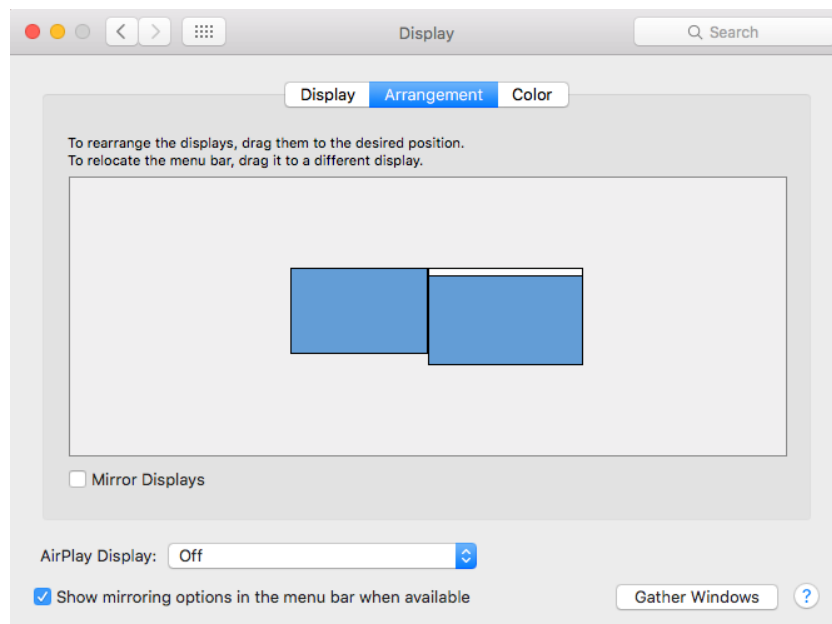 Display
Search
Display Arrangement Color
To rearrange the displays, drag them to the desired position.
To relocate the menu bar, drag it to a different display.
Mirror Displays
AirPlay Display: Off
Show mirroring options in the menu bar when available
Gather Windows ?